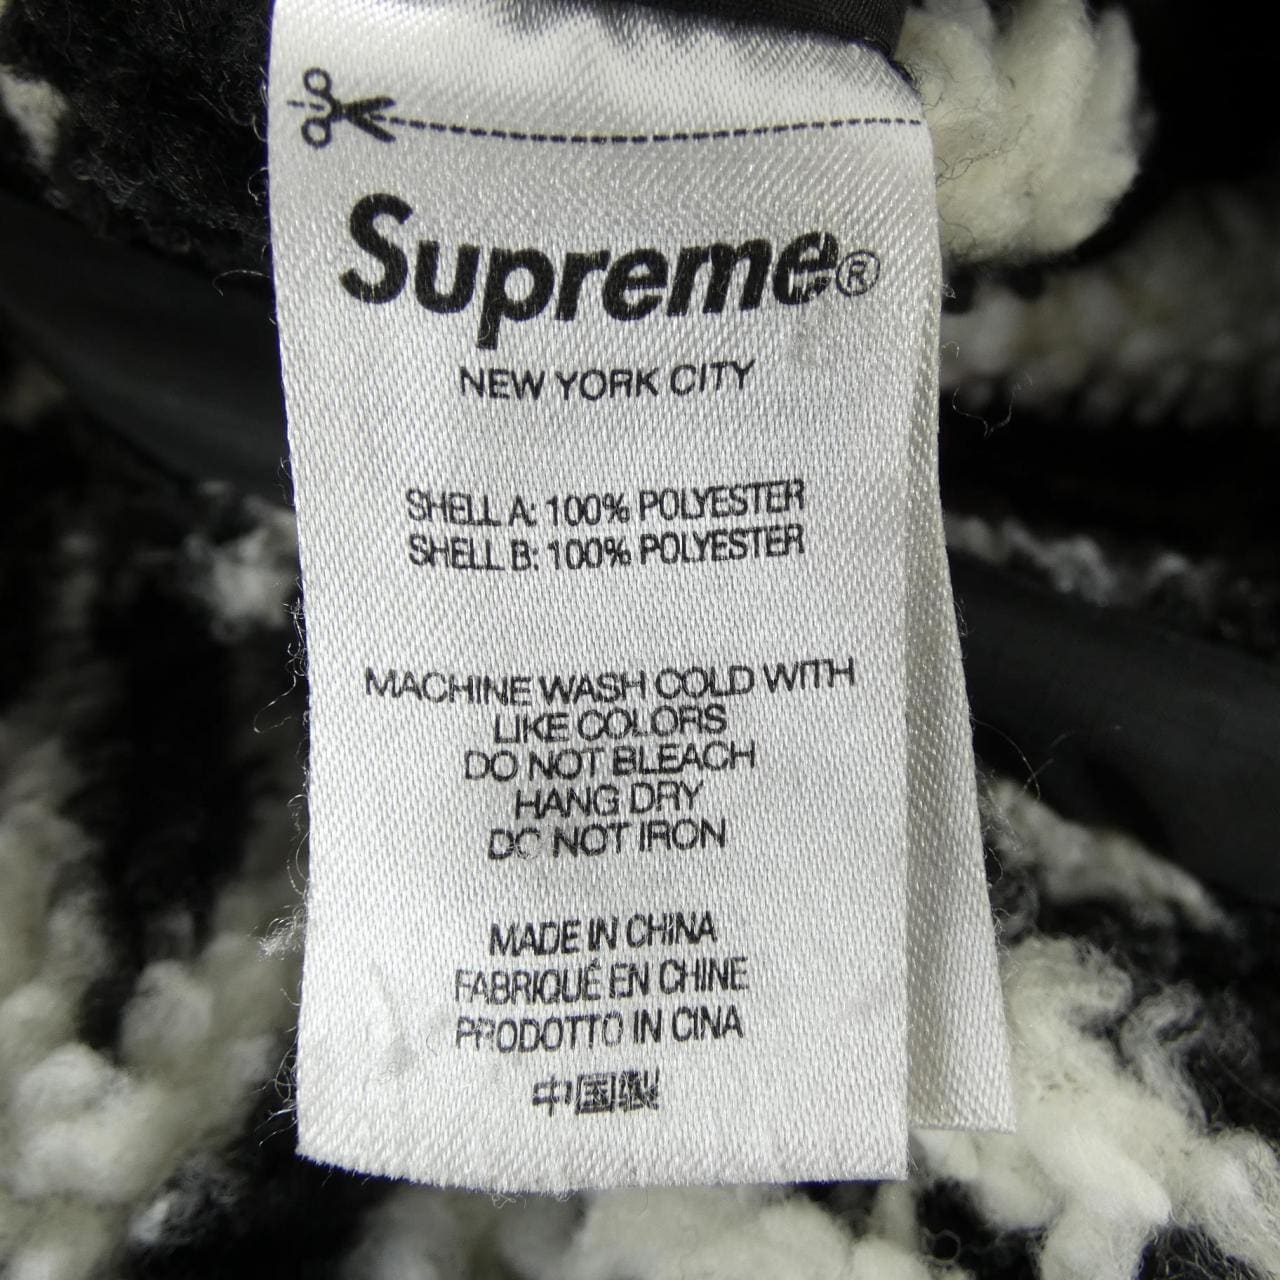 Supreme®
NEW YORK CITY
SHELL A: 100% POLYESTER
SHELL B: 100% POLYESTER
MACHINE WASH COLD WITH
LIKE COLORS
DO NOT BLEACH
HANG DRY
DO NOT IRON
MADE IN CHINA
FABRIQUÉ EN CHINE
PRODOTTO IN CINA
中国製